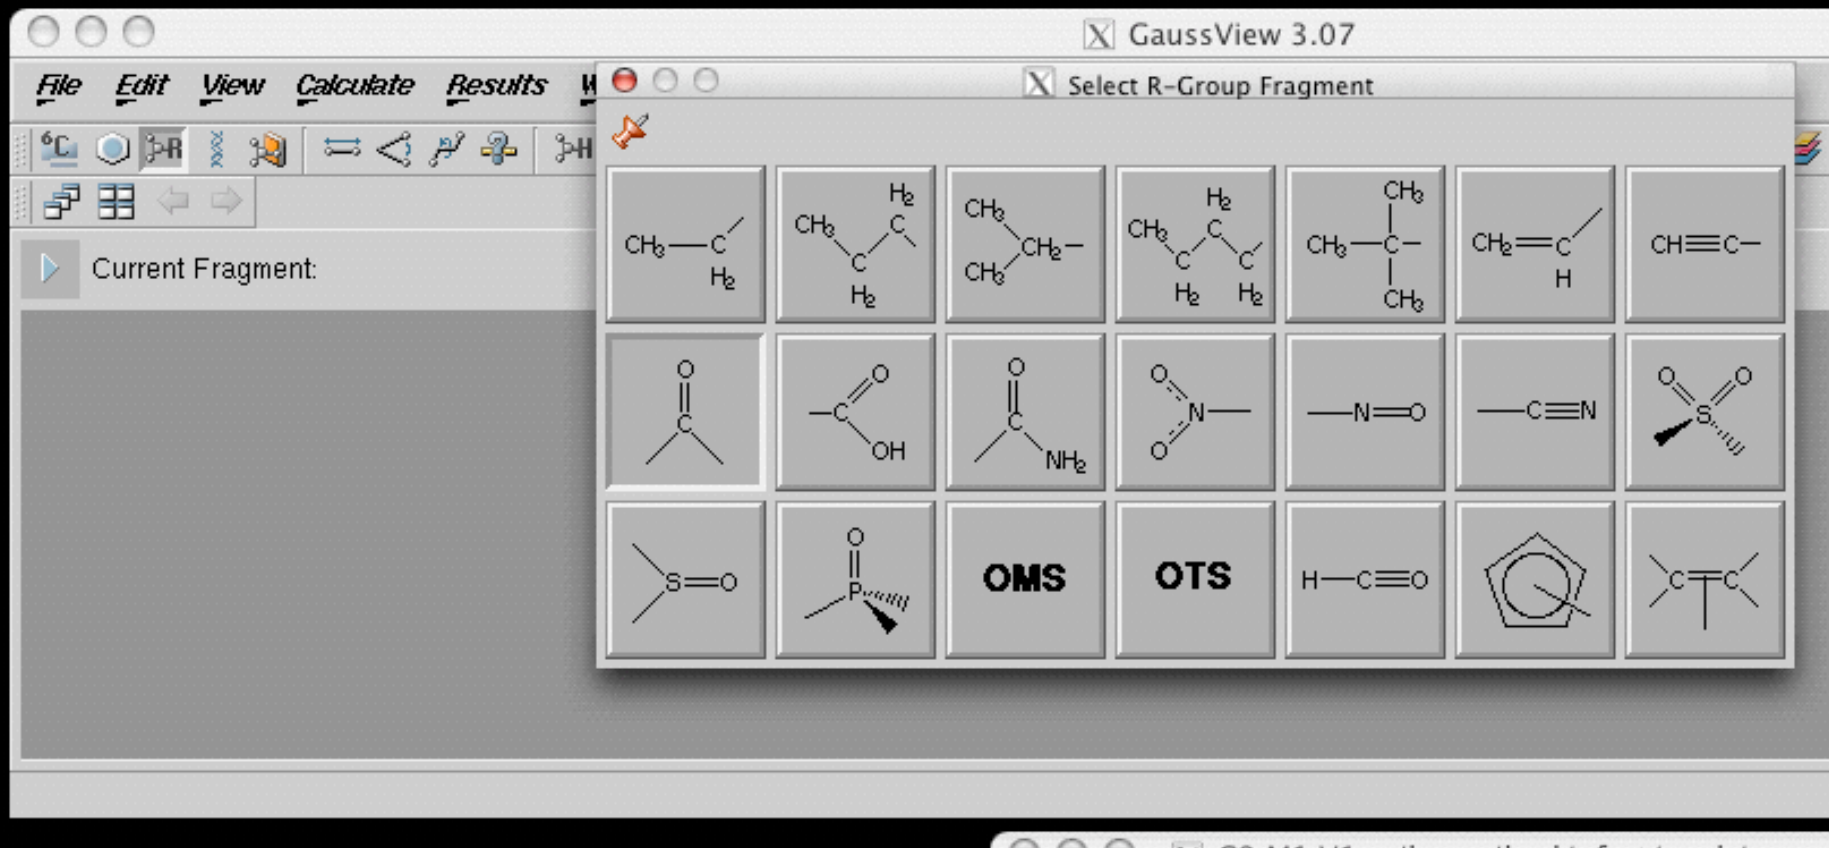 GaussView 3.07
File Edit View Calculate Results W
Select R-Group Fragment
6C R H
Current Fragment:
CH3 C H2
CH3 C H2 C H2
CH3 CH3 CH2
CH3 C H2 C H2 C H2
CH3 CH3 C CH3
CH2 C H
CH C
O C
O C OH
O C NH2
O N O
N O
C N
O O S
S O
O P
OMS
OTS
H C O
C C